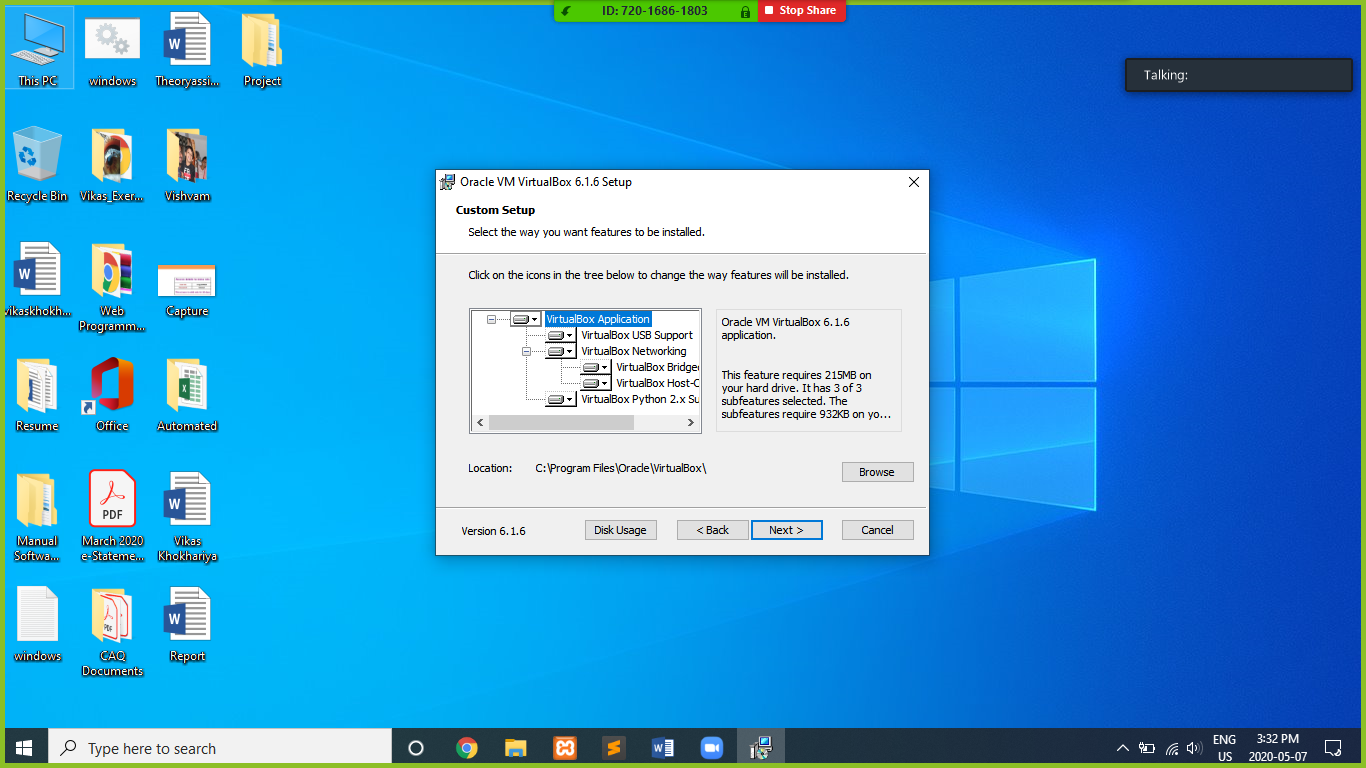 ID: 720-1686-1803
Stop Share
Talking:
This PC
windows
Theoryassi...
Project
Recycle Bin
Vikas_Exer...
Vishvam
vikaskhokh...
Web
Programm...
Capture
Resume
Office
Automated
Manual
Softwa...
PDF
March 2020
e-Stateme...
Vikas
Khokhariya
windows
CAQ
Documents
Report
Oracle VM VirtualBox 6.1.6 Setup
Custom Setup
Select the way you want features to be installed.
Click on the icons in the tree below to change the way features will be installed.
VirtualBox Application
VirtualBox USB Support
VirtualBox Networking
VirtualBox Bridge
VirtualBox Host-C
VirtualBox Python 2.x Su
Oracle VM VirtualBox 6.1.6
application.
This feature requires 215MB on
your hard drive. It has 3 of 3
subfeatures selected. The
subfeatures require 932KB on yo...
Location: C:\Program Files\Oracle\VirtualBox\
Browse
Version 6.1.6
Disk Usage
< Back
Next >
Cancel
Type here to search
ENG
US
3:32 PM
2020-05-07